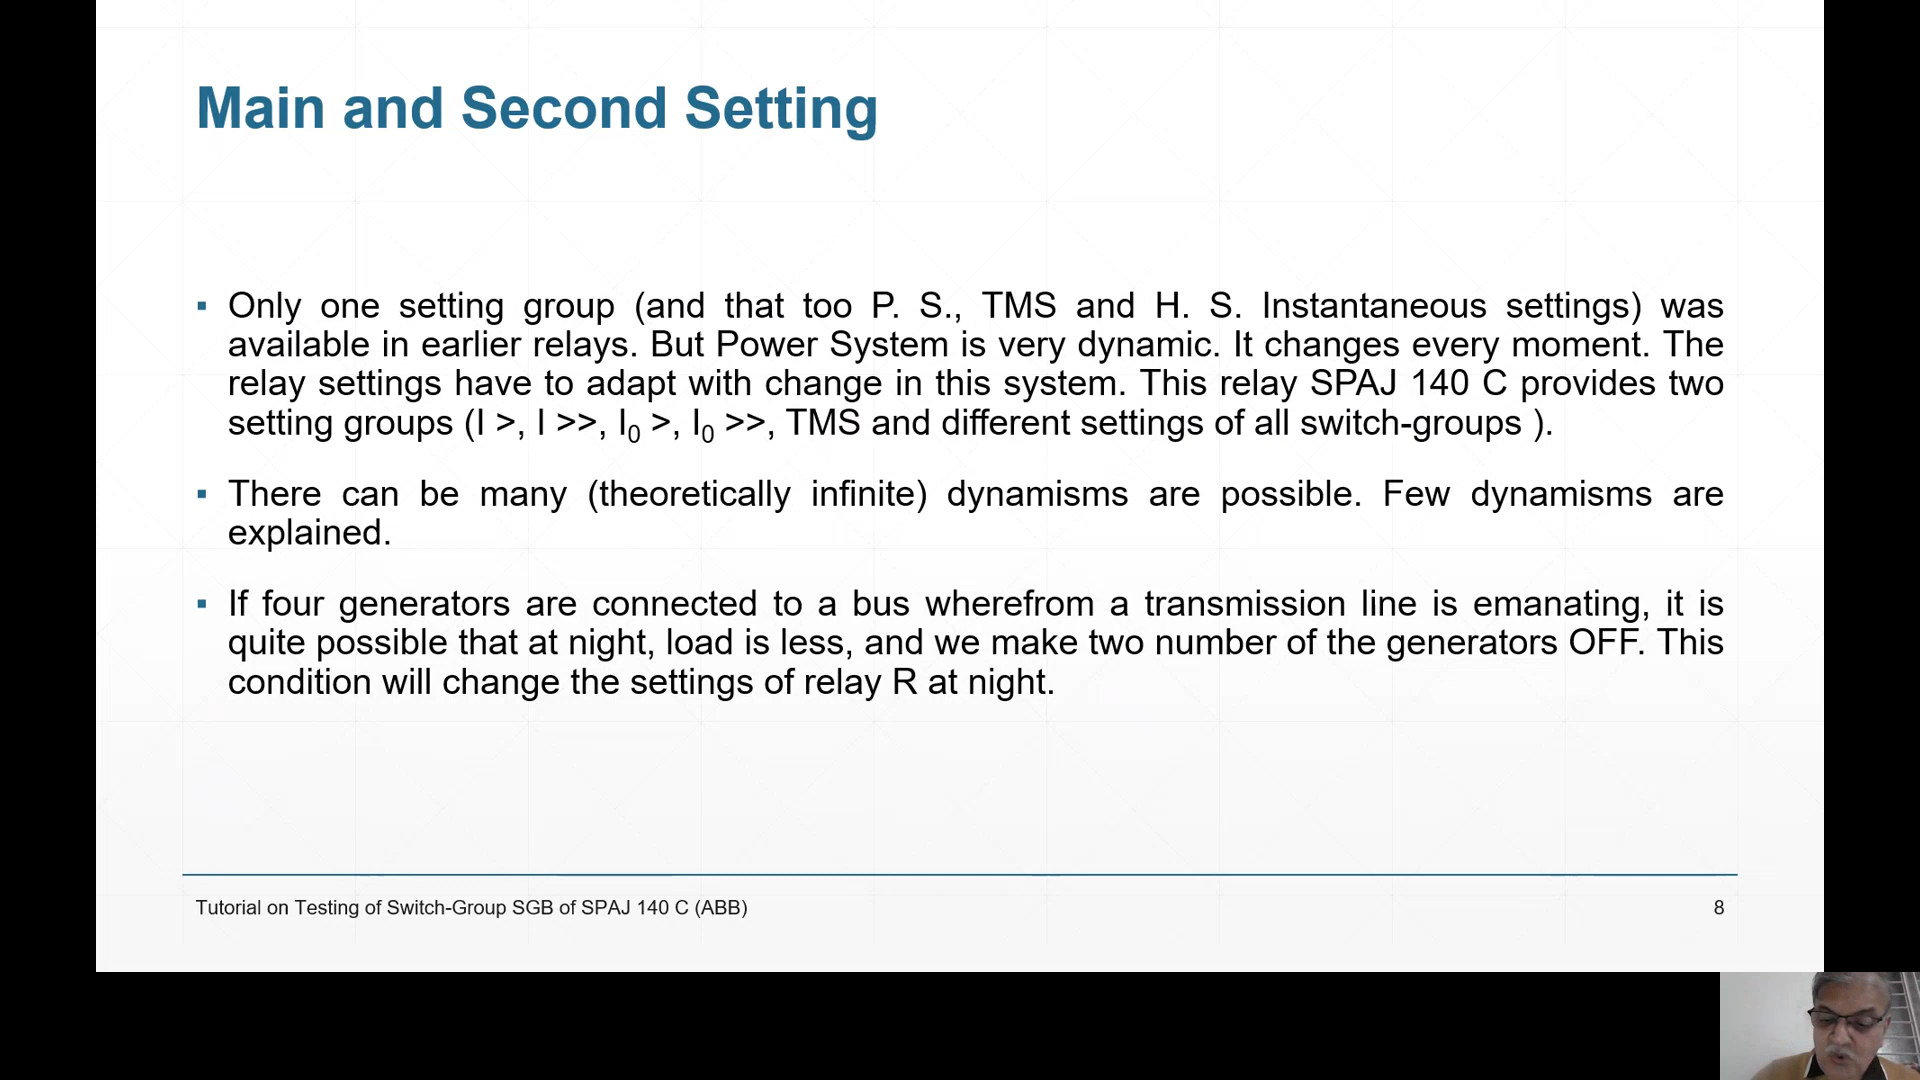 Main and Second Setting
▪ Only one setting group (and that too P. S., TMS and H. S. Instantaneous settings) was
available in earlier relays. But Power System is very dynamic. It changes every moment. The
relay settings have to adapt with change in this system. This relay SPAJ 140 C provides two
setting groups (I >, I >>, I₀ >, I₀ >>, TMS and different settings of all switch-groups ).
▪ There can be many (theoretically infinite) dynamisms are possible. Few dynamisms are
explained.
▪ If four generators are connected to a bus wherefrom a transmission line is emanating, it is
quite possible that at night, load is less, and we make two number of the generators OFF. This
condition will change the settings of relay R at night.
Tutorial on Testing of Switch-Group SGB of SPAJ 140 C (ABB)
8